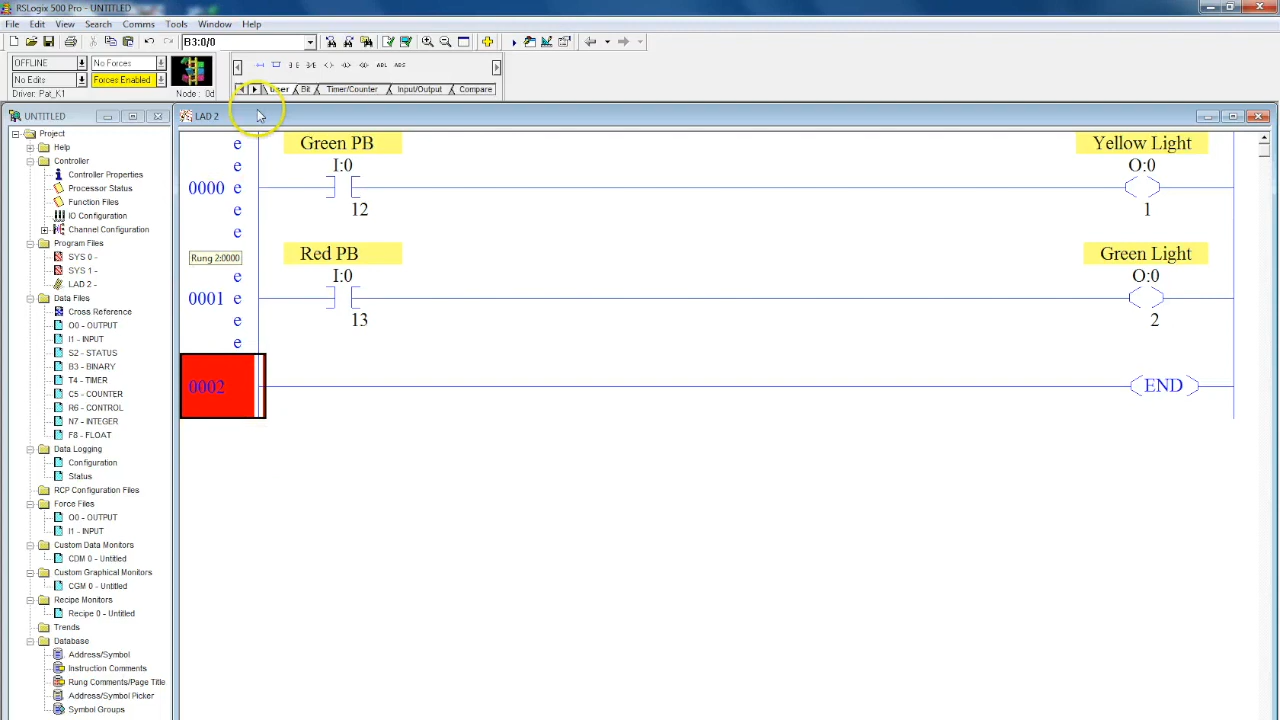 RSLogix 500 Pro - UNTITLED
File Edit View Search Comms Tools Window Help
B3:0/0
OFFLINE No Forces
No Edits Forces Enabled
Driver: Pat_K1 Node : 0d
User Bit Timer/Counter Input/Output Compare
UNTITLED
Project
Help
Controller
Controller Properties
Processor Status
Function Files
IO Configuration
Channel Configuration
Program Files
SYS 0 -
SYS 1 -
LAD 2 -
Data Files
Cross Reference
O0 - OUTPUT
I1 - INPUT
S2 - STATUS
B3 - BINARY
T4 - TIMER
C5 - COUNTER
R6 - CONTROL
N7 - INTEGER
F8 - FLOAT
Data Logging
Configuration
Status
RCP Configuration Files
Force Files
O0 - OUTPUT
I1 - INPUT
Custom Data Monitors
CDM 0 - Untitled
Custom Graphical Monitors
CGM 0 - Untitled
Recipe Monitors
Recipe 0 - Untitled
Trends
Database
Address/Symbol
Instruction Comments
Rung Comments/Page Title
Address/Symbol Picker
Symbol Groups
LAD 2
e Green PB Yellow Light
e I:0 O:0
0000 e
e 12 1
e
Rung 2:0000 Red PB Green Light
e I:0 O:0
0001 e
e 13 2
e
0002 END